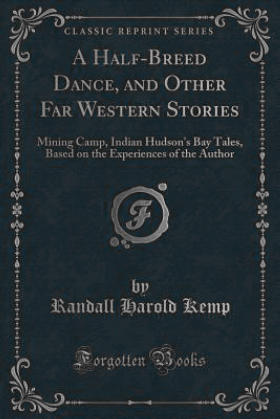 CLASSIC REPRINT SERIES
A HALF-BREED
DANCE, AND OTHER
FAR WESTERN STORIES
Mining Camp, Indian Hudson's Bay Tales,
Based on the Experiences of the Author
F
by
Randall Harold Kemp
Forgotten Books